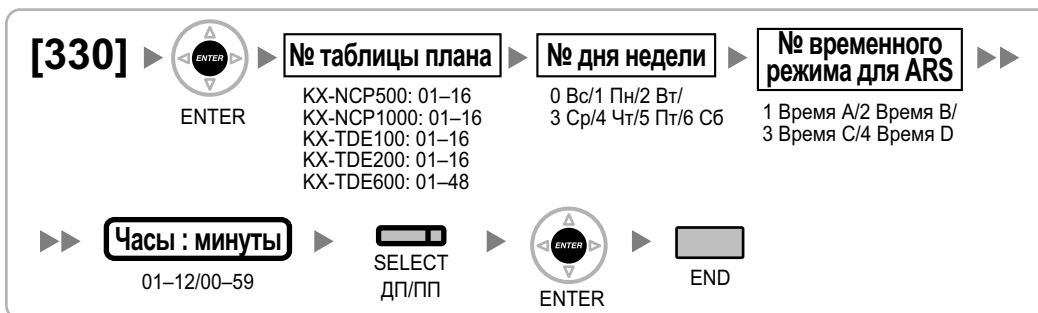 [330]
ENTER
ENTER
№ таблицы плана
KX-NCP500: 01–16
KX-NCP1000: 01–16
KX-TDE100: 01–16
KX-TDE200: 01–16
KX-TDE600: 01–48
№ дня недели
0 Вс/1 Пн/2 Вт/
3 Ср/4 Чт/5 Пт/6 Сб
№ временного
режима для ARS
1 Время A/2 Время B/
3 Время C/4 Время D
Часы : минуты
01–12/00–59
SELECT
ДП/ПП
ENTER
ENTER
END